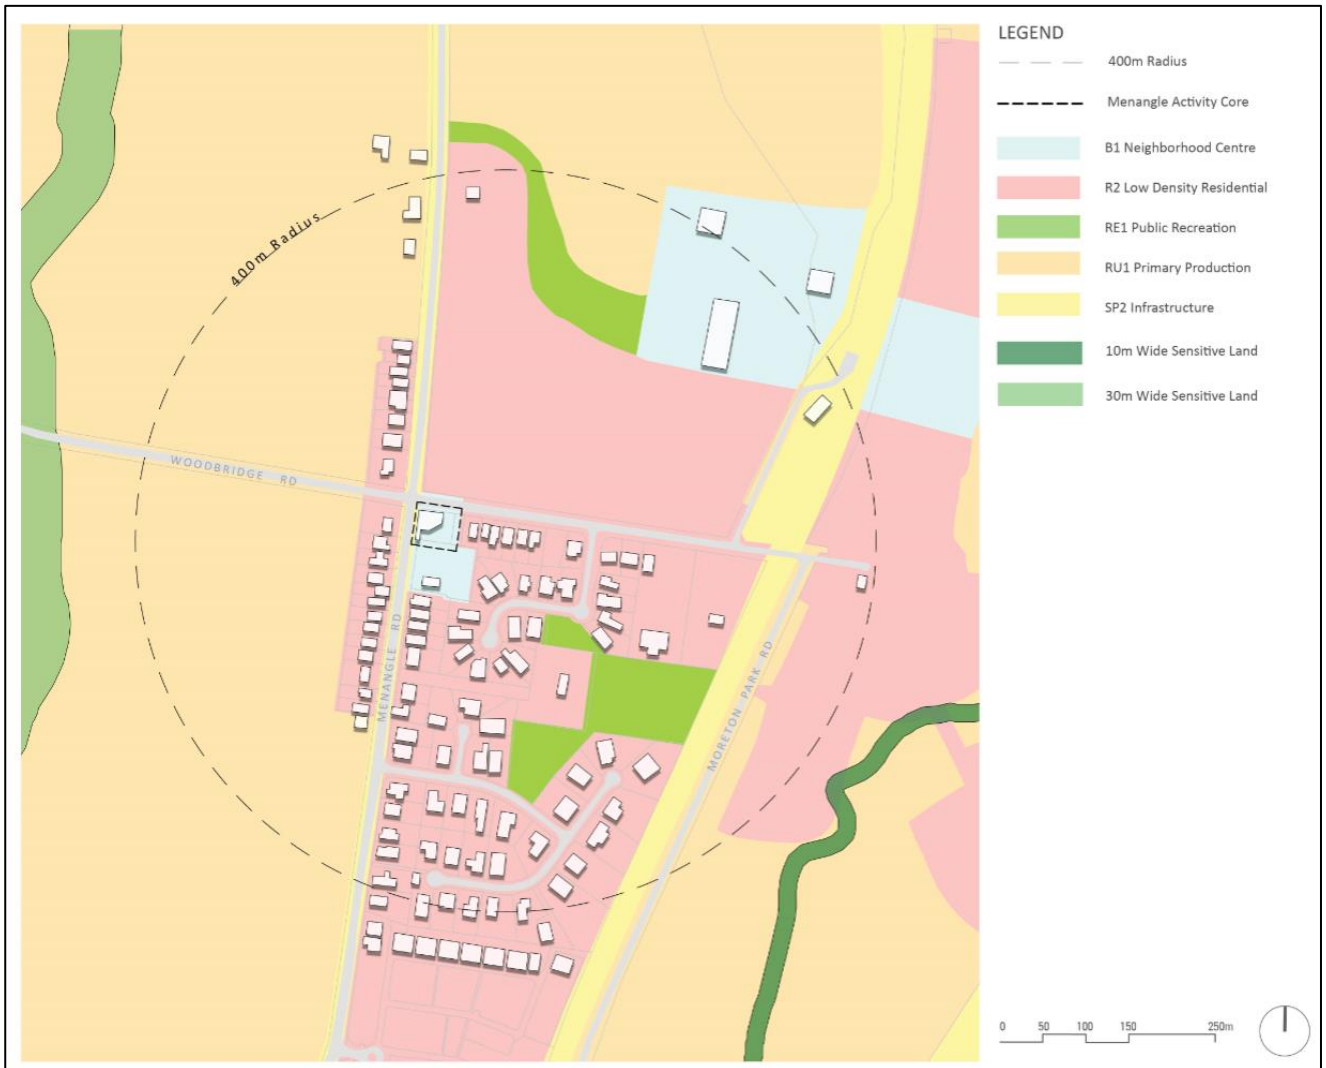 LEGEND
400m Radius
Menangle Activity Core
B1 Neighborhood Centre
R2 Low Density Residential
RE1 Public Recreation
RU1 Primary Production
SP2 Infrastructure
10m Wide Sensitive Land
30m Wide Sensitive Land
400m Radius
WOODBRIDGE RD
MENANGLE RD
MORETON PARK RD
0 50 100 150 250m